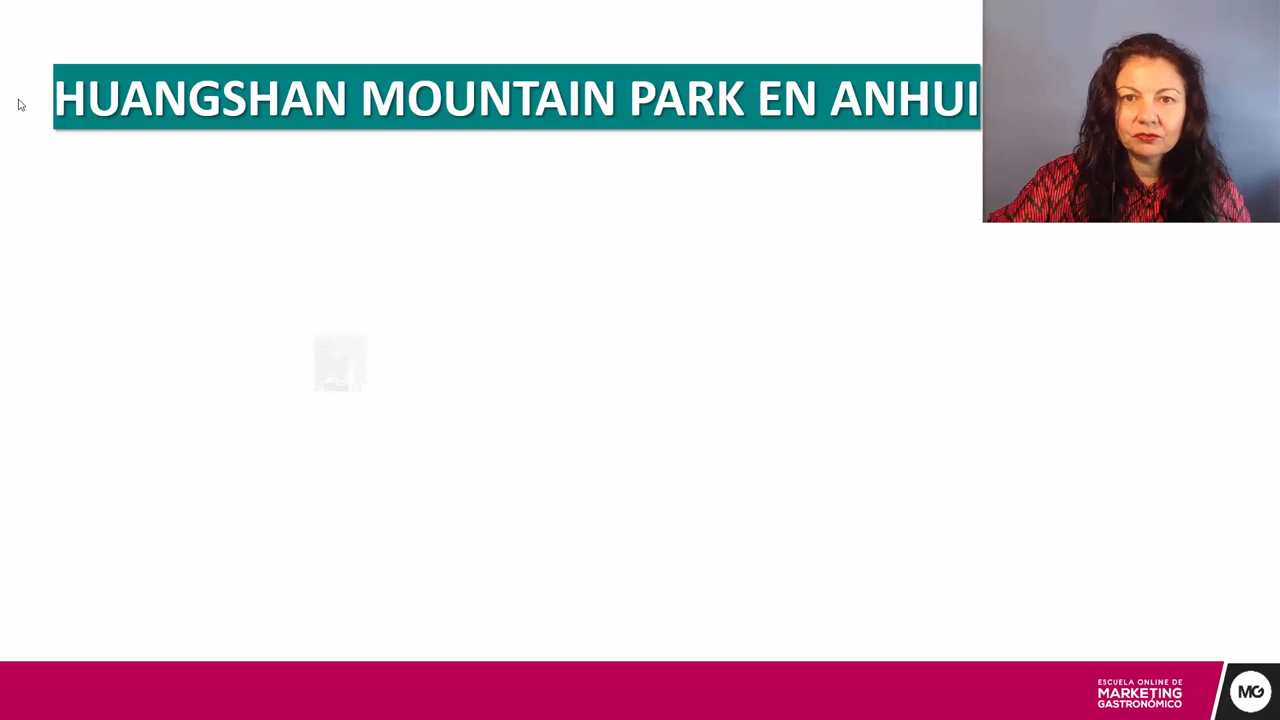 HUANGSHAN MOUNTAIN PARK EN ANHUI
ESCUELA ONLINE DE
MARKETING
GASTRONÓMICO
MG